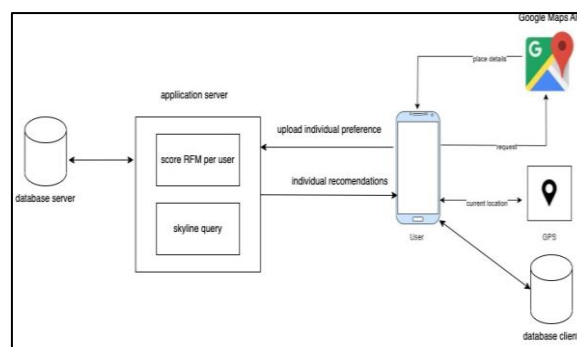 Google Maps A
place details
application server
upload individual preference
score RFM per user
request
individual recomendations
database server
current location
skyline query
User
GPS
database client